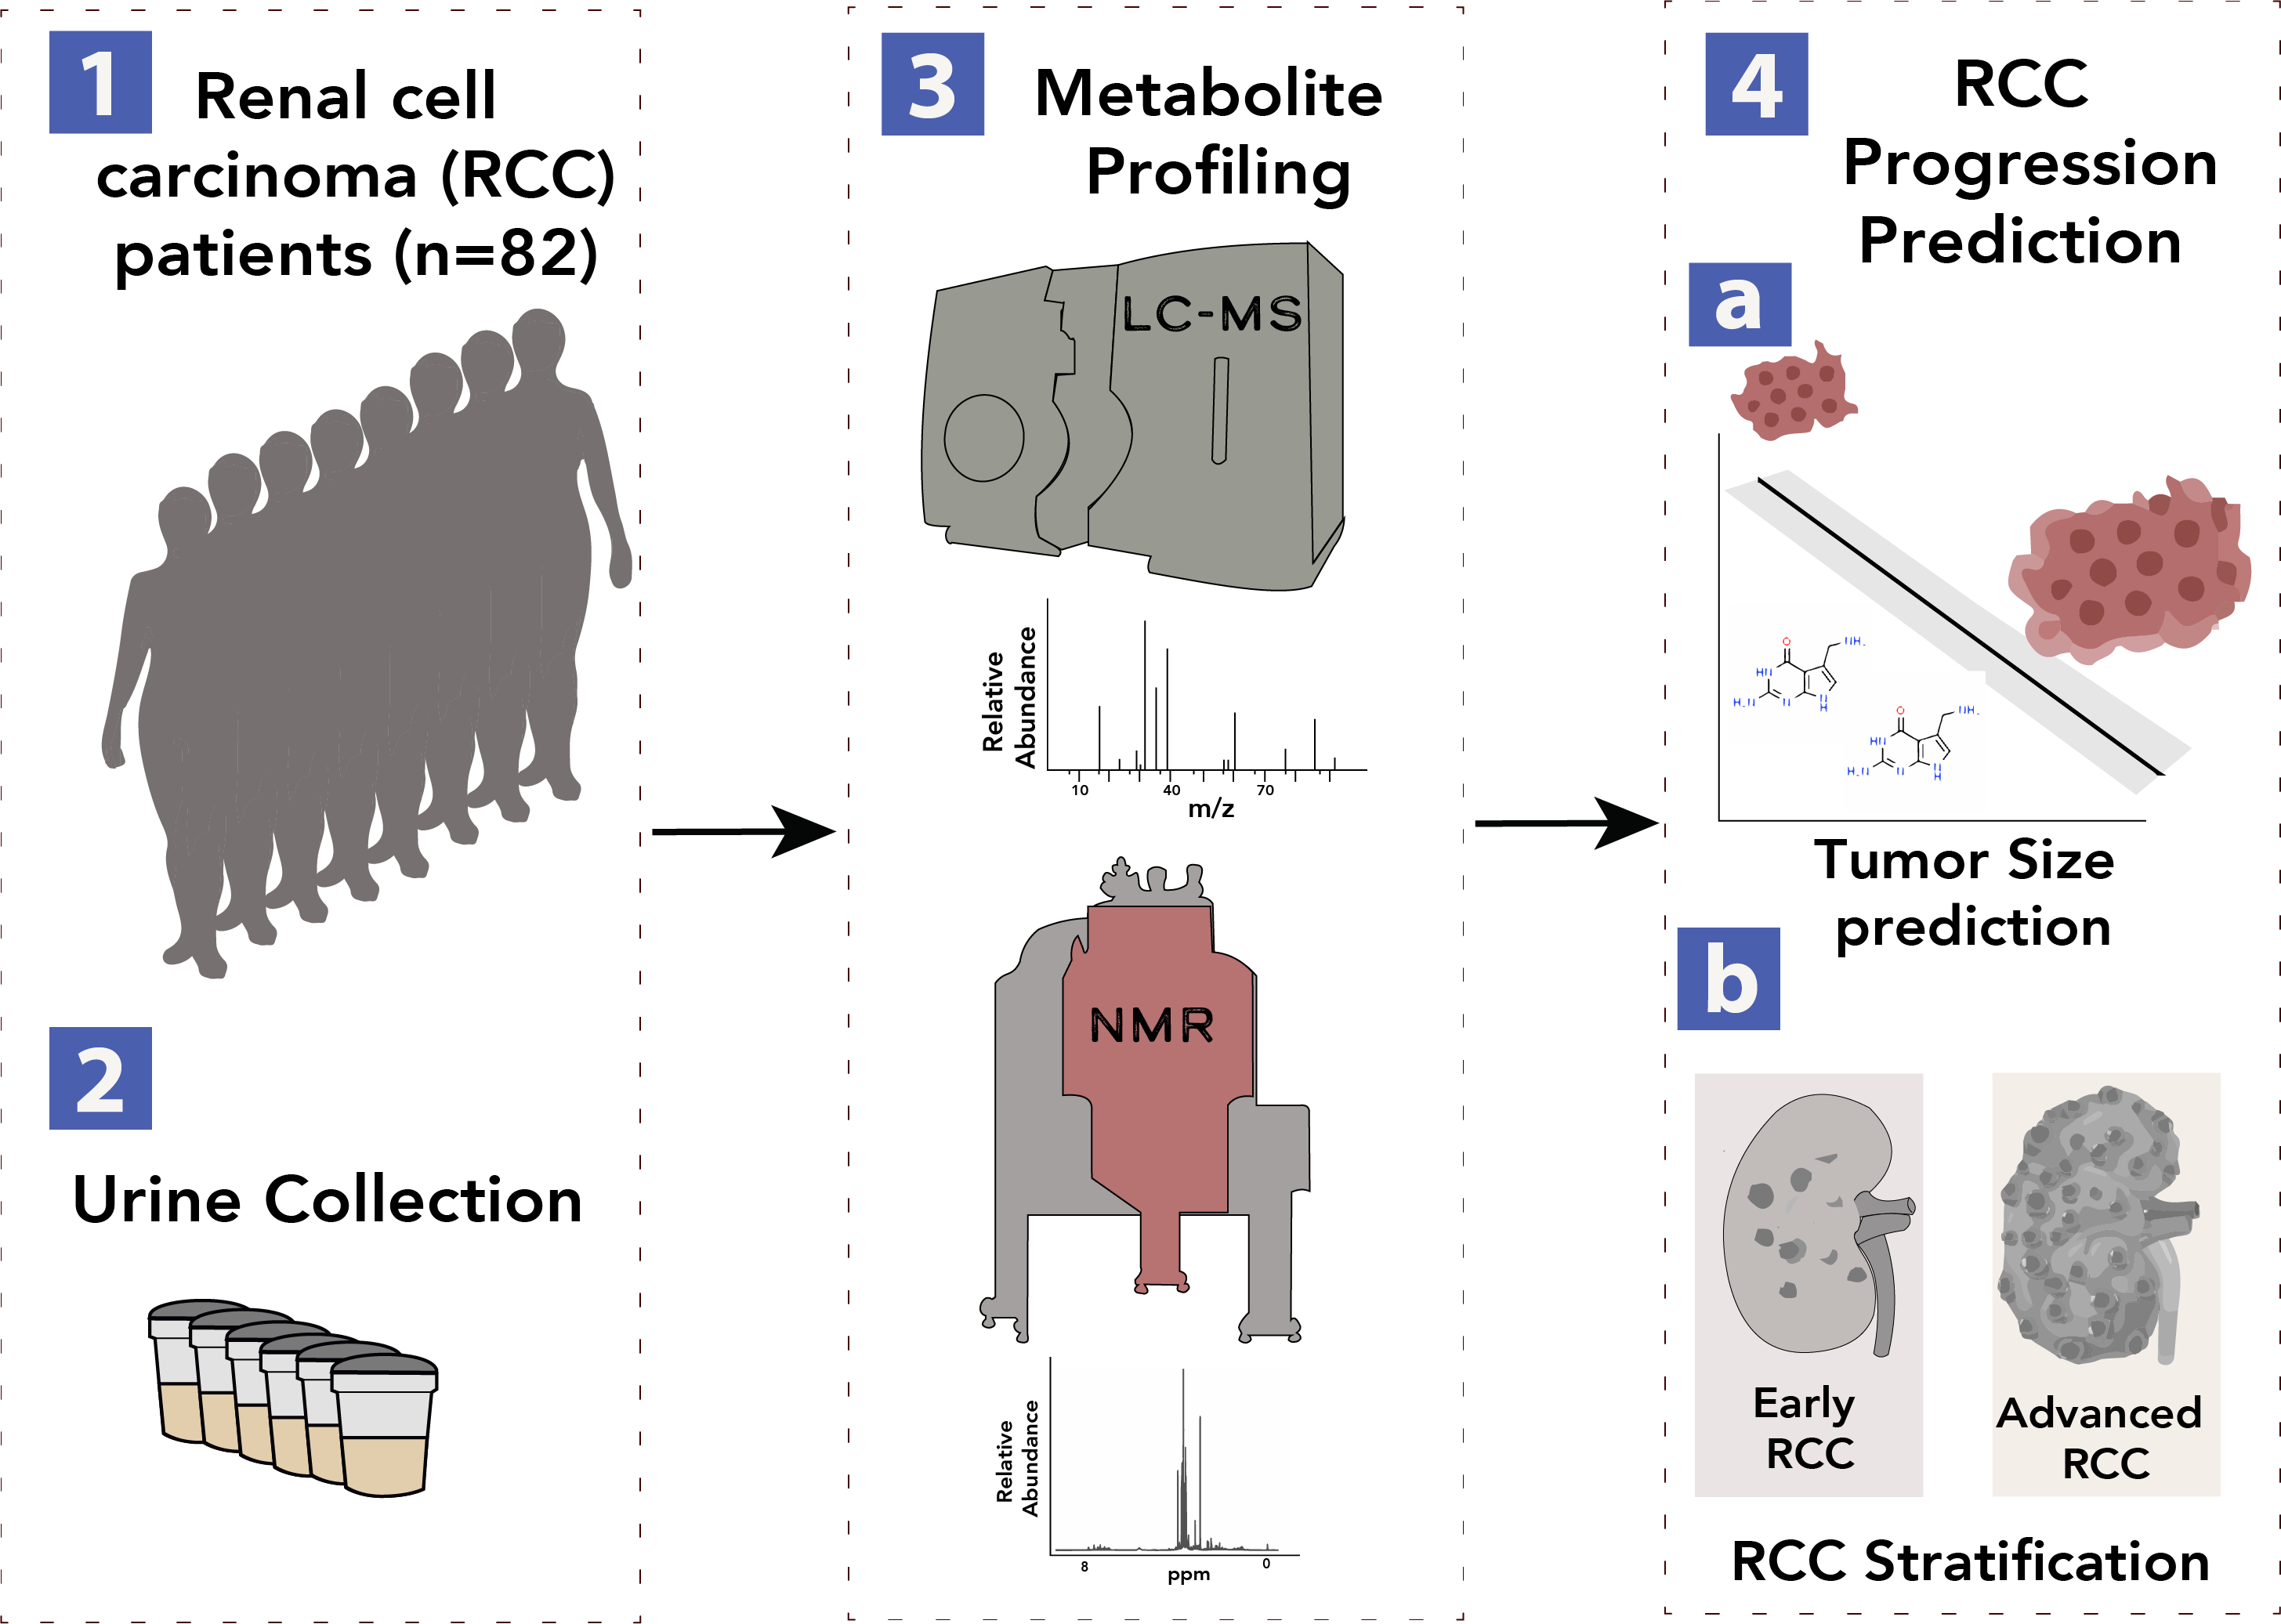 1
Renal cell
carcinoma (RCC)
patients (n=82)
2
Urine Collection
3
Metabolite
Profiling
LC-MS
Relative
Abundance
10 40 70
m/z
NMR
Relative
Abundance
8 0
ppm
4
RCC
Progression
Prediction
a
O
NH
HN
H₂N
N
N
H
O
NH
HN
H₂N
N
N
H
Tumor Size
prediction
b
Early
RCC
Advanced
RCC
RCC Stratification